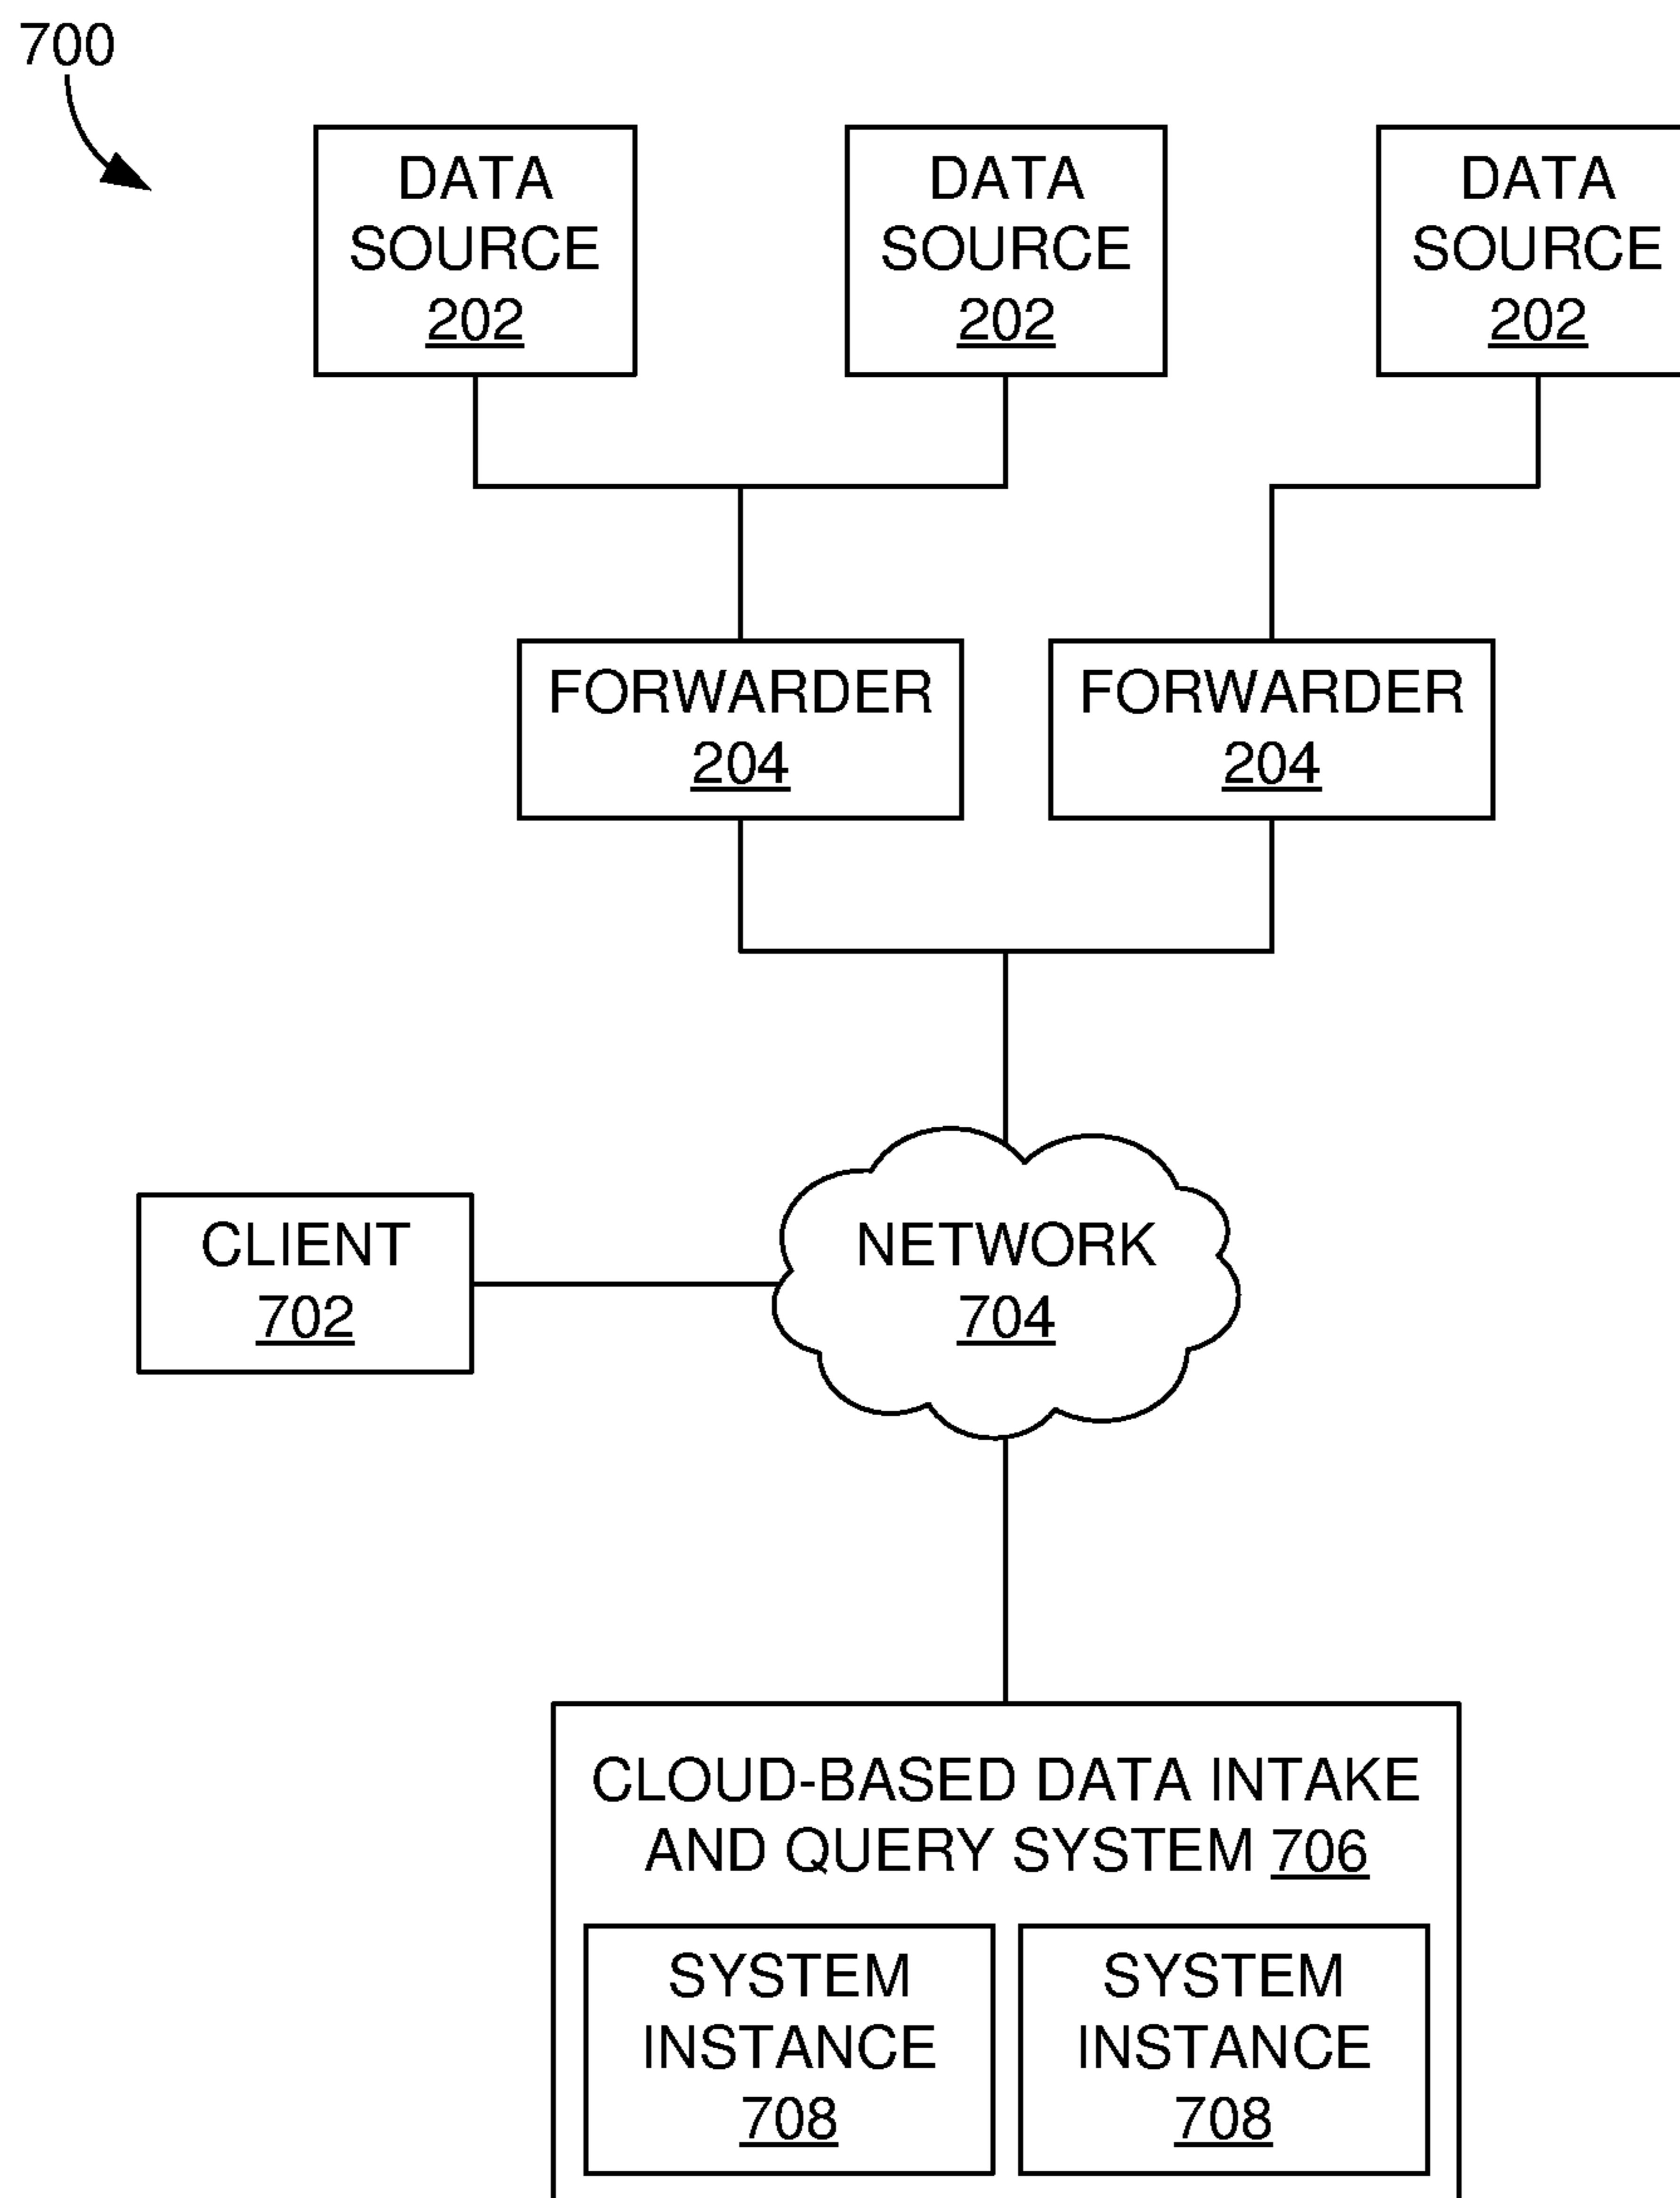 700
DATA
SOURCE
202
DATA
SOURCE
202
DATA
SOURCE
202
FORWARDER
204
FORWARDER
204
CLIENT
702
NETWORK
704
CLOUD-BASED DATA INTAKE
AND QUERY SYSTEM 706
SYSTEM
INSTANCE
708
SYSTEM
INSTANCE
708